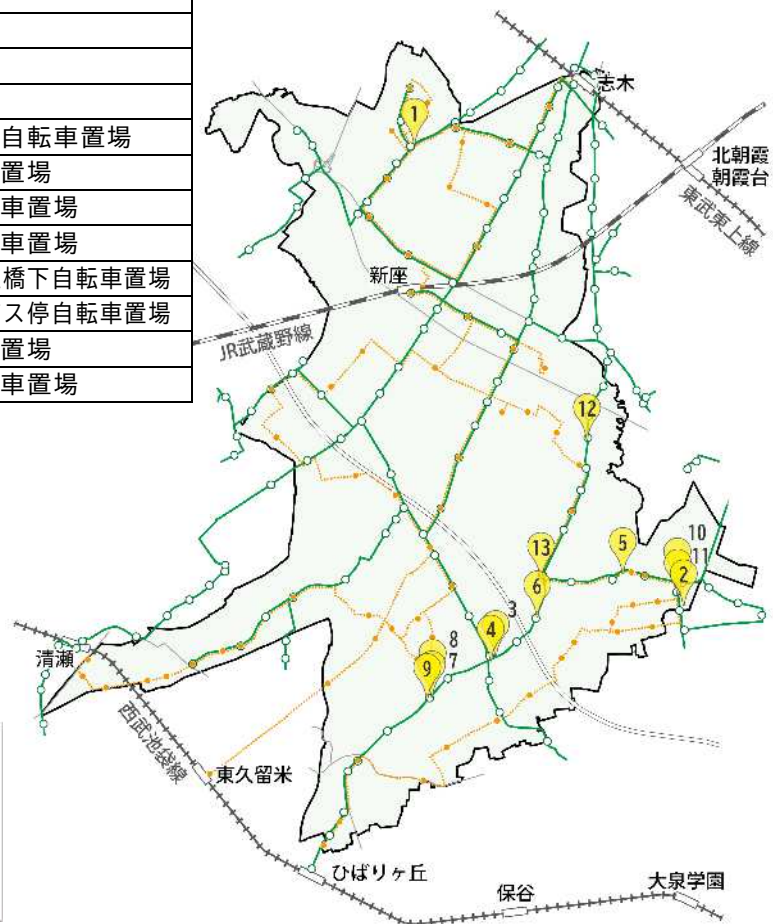 自転車置場
置場
車置場
車置場
橋下自転車置場
ス停自転車置場
置場
車置場
志木
北朝霞
朝霞台
東武東上線
新座
JR武蔵野線
清瀬
西武池袋線
東久留米
ひばりヶ丘
保谷
大泉学園
1
12
13
5
10
11
2
6
3
4
8
7
9